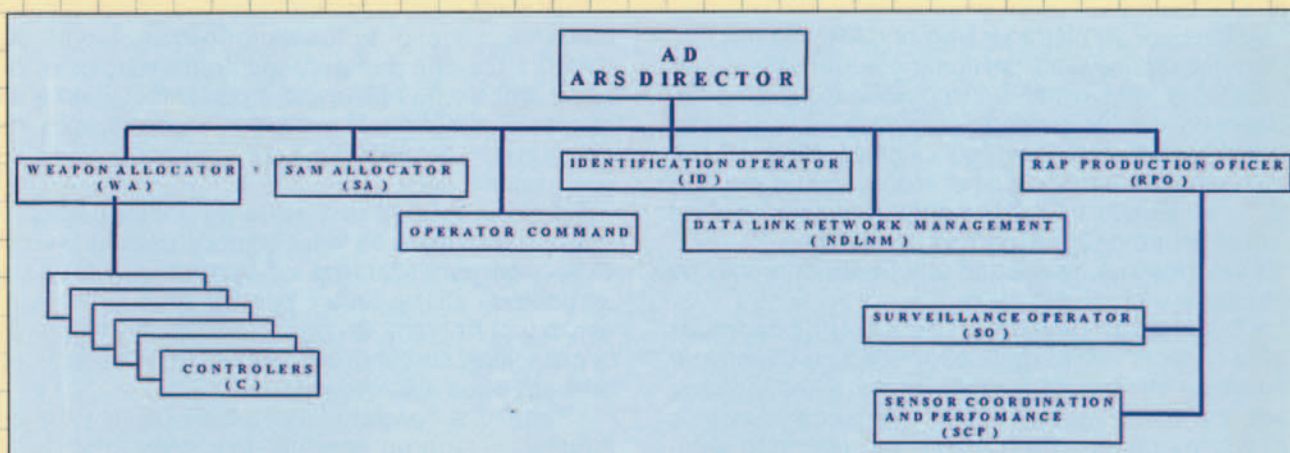 AD
ARS DIRECTOR
WEAPON ALLOCATOR
(WA)
SAM ALLOCATOR
(SA)
IDENTIFICATION OPERATOR
(ID)
RAP PRODUCTION OFICER
(RPO)
OPERATOR COMMAND
DATA LINK NETWORK MANAGEMENT
(NDLNM)
SURVEILLANCE OPERATOR
(SO)
CONTROLERS
(C)
SENSOR COORDINATION
AND PERFOMANCE
(SCP)